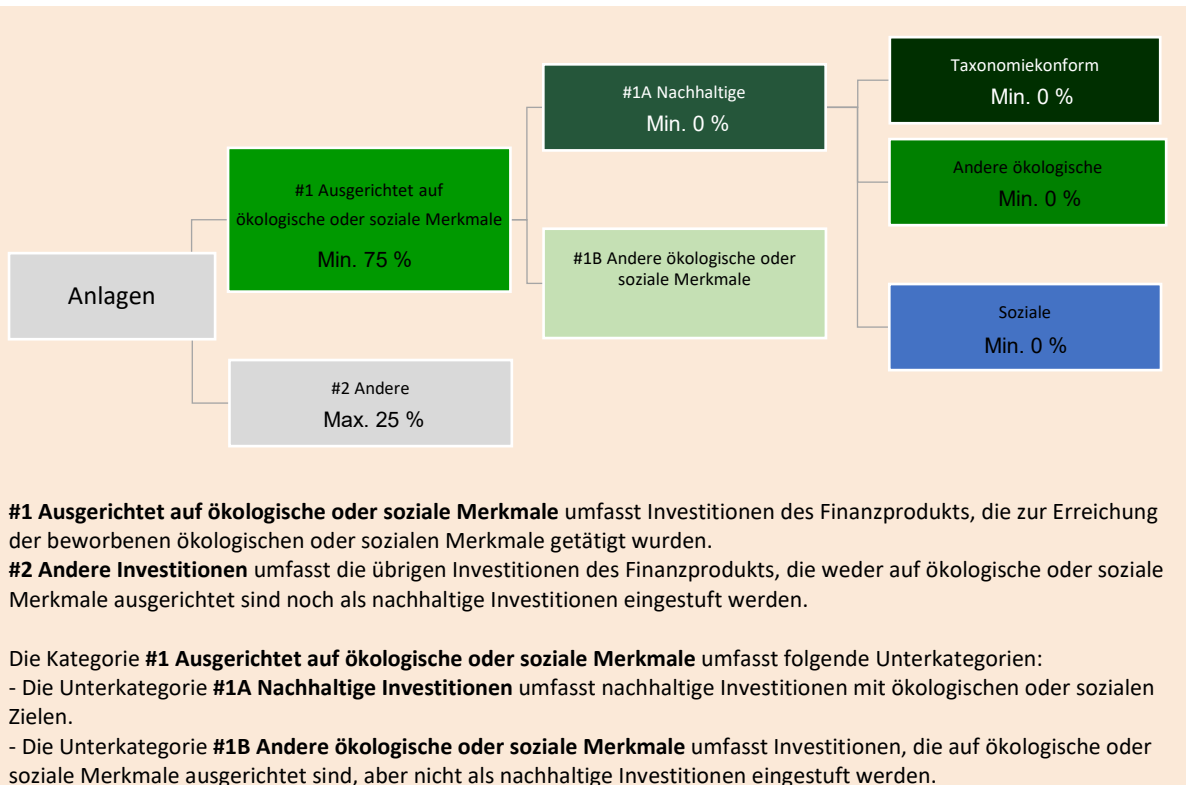 Taxonomiekonform
Min. 0 %
#1A Nachhaltige
Min. 0 %
Andere ökologische
Min. 0 %
#1 Ausgerichtet auf
ökologische oder soziale Merkmale
Min. 75 %
#1B Andere ökologische oder
soziale Merkmale
Anlagen
Soziale
Min. 0 %
#2 Andere
Max. 25 %
#1 Ausgerichtet auf ökologische oder soziale Merkmale umfasst Investitionen des Finanzprodukts, die zur Erreichung
der beworbenen ökologischen oder sozialen Merkmale getätigt wurden.
#2 Andere Investitionen umfasst die übrigen Investitionen des Finanzprodukts, die weder auf ökologische oder soziale
Merkmale ausgerichtet sind noch als nachhaltige Investitionen eingestuft werden.
Die Kategorie #1 Ausgerichtet auf ökologische oder soziale Merkmale umfasst folgende Unterkategorien:
- Die Unterkategorie #1A Nachhaltige Investitionen umfasst nachhaltige Investitionen mit ökologischen oder sozialen
Zielen.
- Die Unterkategorie #1B Andere ökologische oder soziale Merkmale umfasst Investitionen, die auf ökologische oder
soziale Merkmale ausgerichtet sind, aber nicht als nachhaltige Investitionen eingestuft werden.